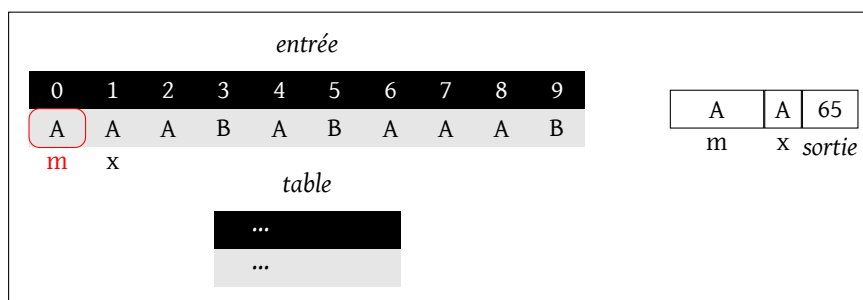 entrée
0 1 2 3 4 5 6 7 8 9
A A A B A B A A A B
m x
A A 65
m x sortie
table
...
...